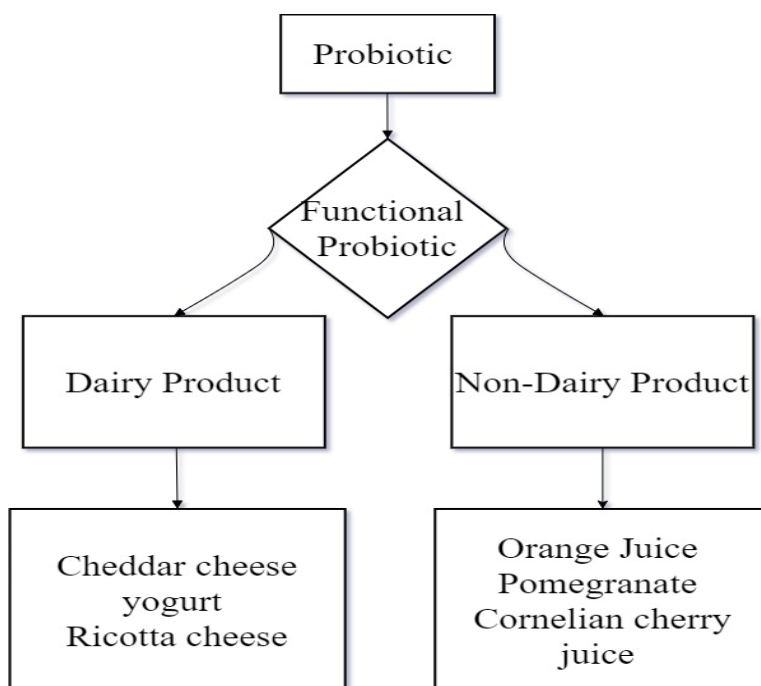 Probiotic
Functional
Probiotic
Dairy Product
Non-Dairy Product
Cheddar cheese
yogurt
Ricotta cheese
Orange Juice
Pomegranate
Cornelian cherry
juice